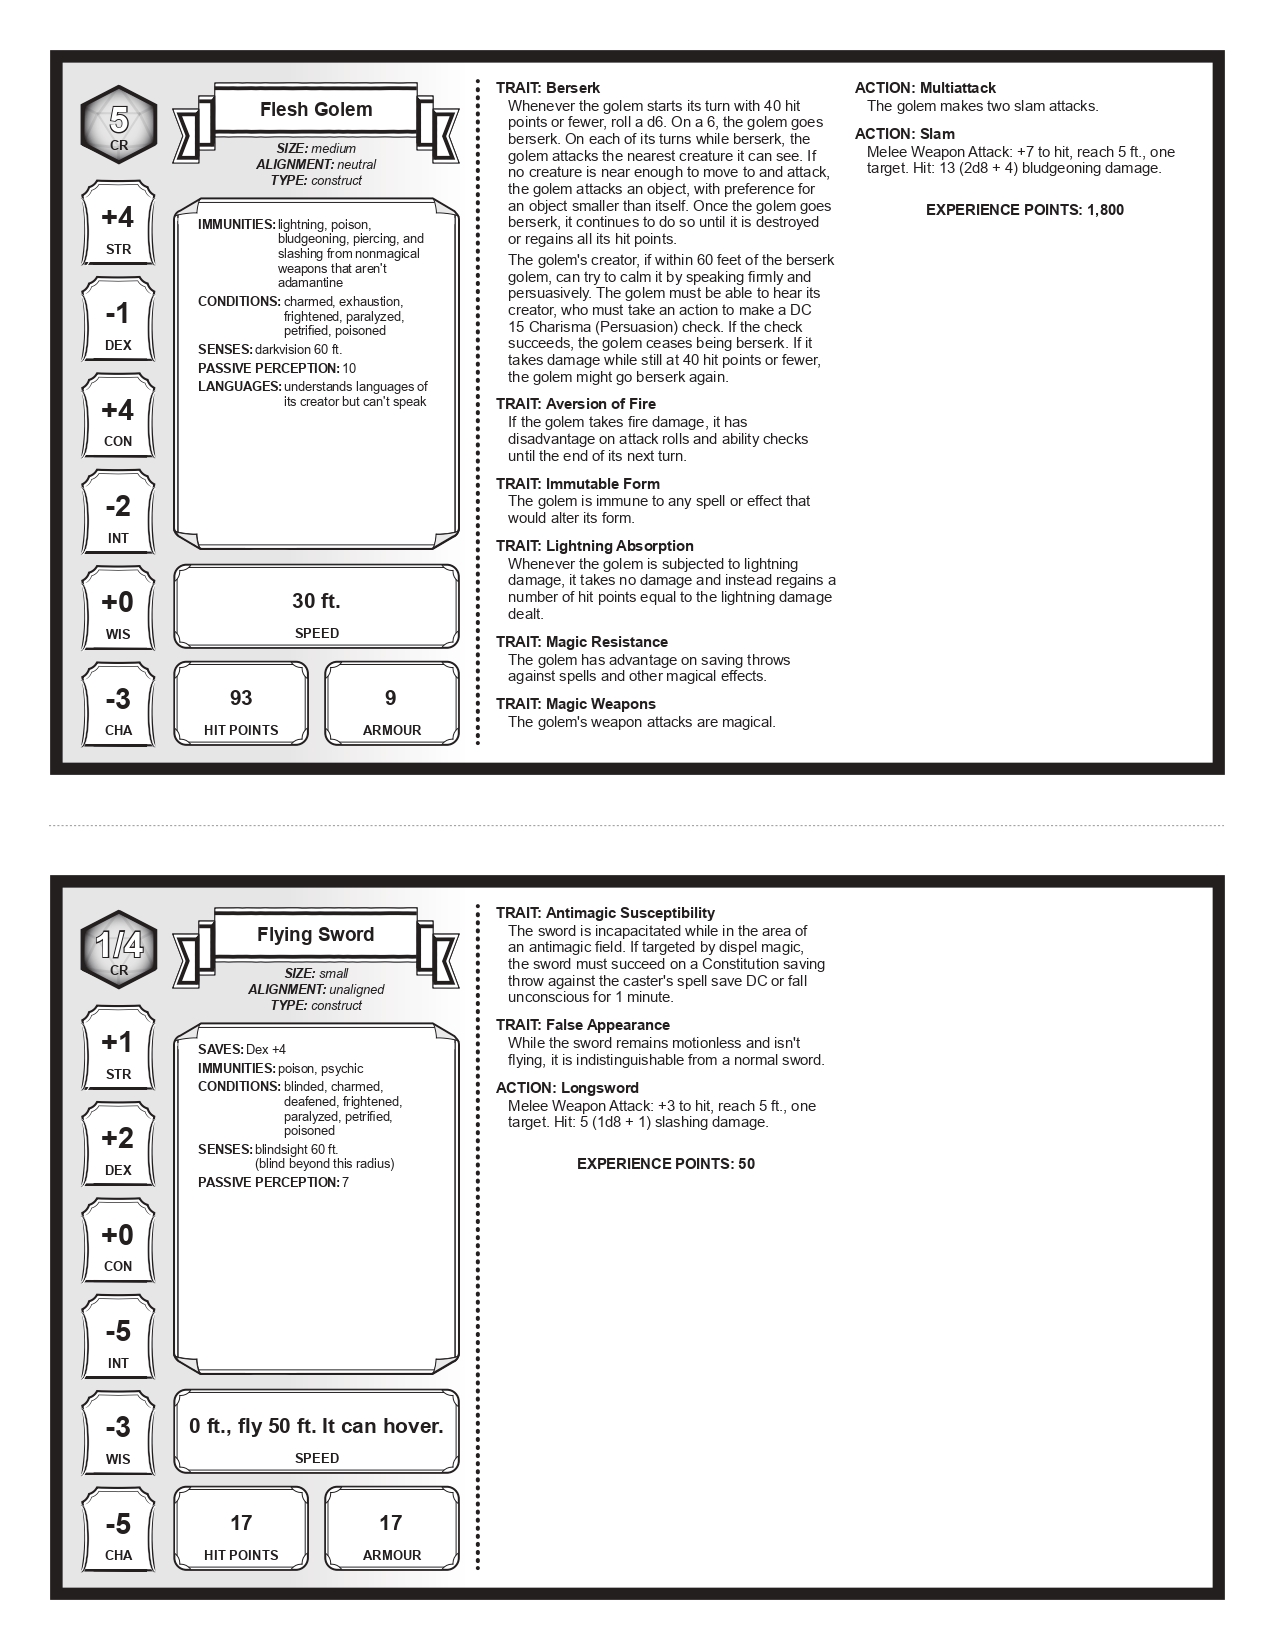 5
CR
Flesh Golem
SIZE: medium
ALIGNMENT: neutral
TYPE: construct
+4
STR
-1
DEX
+4
CON
-2
INT
+0
WIS
-3
CHA
IMMUNITIES: lightning, poison,
bludgeoning, piercing, and
slashing from nonmagical
weapons that aren't
adamantine
CONDITIONS: charmed, exhaustion,
frightened, paralyzed,
petrified, poisoned
SENSES: darkvision 60 ft.
PASSIVE PERCEPTION: 10
LANGUAGES: understands languages of
its creator but can't speak
30 ft.
SPEED
93
HIT POINTS
9
ARMOUR
TRAIT: Berserk
Whenever the golem starts its turn with 40 hit
points or fewer, roll a d6. On a 6, the golem goes
berserk. On each of its turns while berserk, the
golem attacks the nearest creature it can see. If
no creature is near enough to move to and attack,
the golem attacks an object, with preference for
an object smaller than itself. Once the golem goes
berserk, it continues to do so until it is destroyed
or regains all its hit points.
The golem's creator, if within 60 feet of the berserk
golem, can try to calm it by speaking firmly and
persuasively. The golem must be able to hear its
creator, who must take an action to make a DC
15 Charisma (Persuasion) check. If the check
succeeds, the golem ceases being berserk. If it
takes damage while still at 40 hit points or fewer,
the golem might go berserk again.
TRAIT: Aversion of Fire
If the golem takes fire damage, it has
disadvantage on attack rolls and ability checks
until the end of its next turn.
TRAIT: Immutable Form
The golem is immune to any spell or effect that
would alter its form.
TRAIT: Lightning Absorption
Whenever the golem is subjected to lightning
damage, it takes no damage and instead regains a
number of hit points equal to the lightning damage
dealt.
TRAIT: Magic Resistance
The golem has advantage on saving throws
against spells and other magical effects.
TRAIT: Magic Weapons
The golem's weapon attacks are magical.
ACTION: Multiattack
The golem makes two slam attacks.
ACTION: Slam
Melee Weapon Attack: +7 to hit, reach 5 ft., one
target. Hit: 13 (2d8 + 4) bludgeoning damage.
EXPERIENCE POINTS: 1,800
1/4
CR
Flying Sword
SIZE: small
ALIGNMENT: unaligned
TYPE: construct
+1
STR
+2
DEX
+0
CON
-5
INT
-3
WIS
-5
CHA
SAVES: Dex +4
IMMUNITIES: poison, psychic
CONDITIONS: blinded, charmed,
deafened, frightened,
paralyzed, petrified,
poisoned
SENSES: blindsight 60 ft.
(blind beyond this radius)
PASSIVE PERCEPTION: 7
0 ft., fly 50 ft. It can hover.
SPEED
17
HIT POINTS
17
ARMOUR
TRAIT: Antimagic Susceptibility
The sword is incapacitated while in the area of
an antimagic field. If targeted by dispel magic,
the sword must succeed on a Constitution saving
throw against the caster's spell save DC or fall
unconscious for 1 minute.
TRAIT: False Appearance
While the sword remains motionless and isn't
flying, it is indistinguishable from a normal sword.
ACTION: Longsword
Melee Weapon Attack: +3 to hit, reach 5 ft., one
target. Hit: 5 (1d8 + 1) slashing damage.
EXPERIENCE POINTS: 50